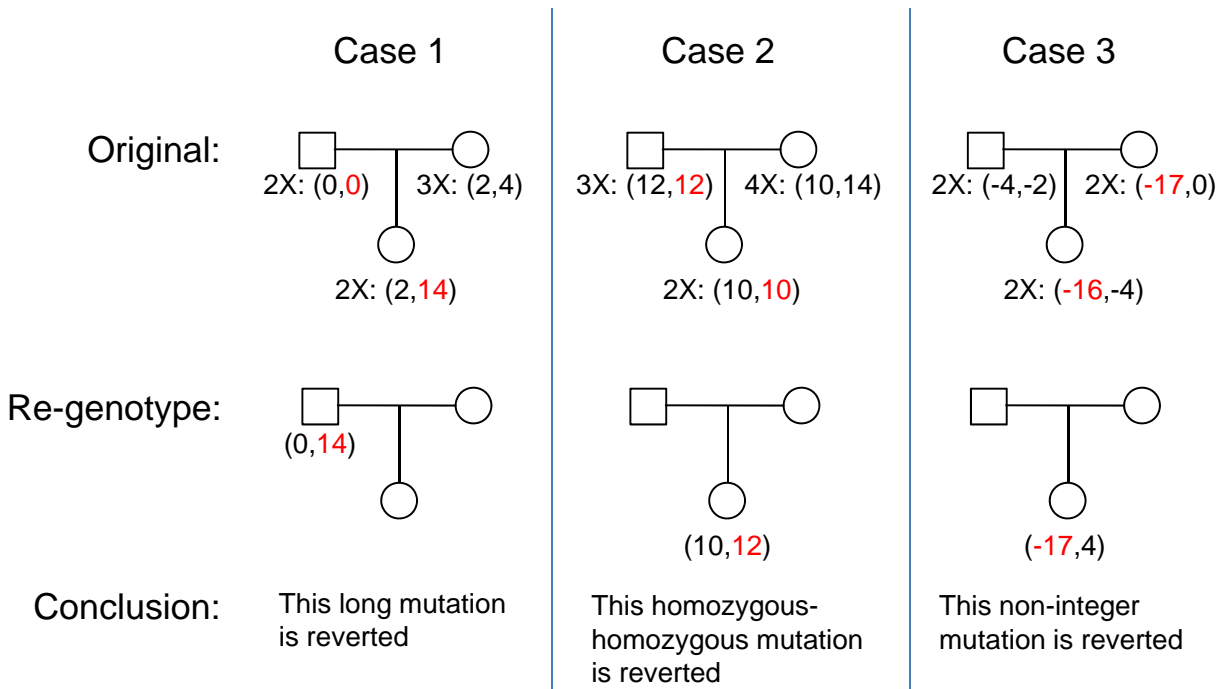 Case 1
Case 2
Case 3
Original:
2X: (0,0)
3X: (2,4)
3X: (12,12)
4X: (10,14)
2X: (-4,-2)
2X: (-17,0)
2X: (2,14)
2X: (10,10)
2X: (-16,-4)
Re-genotype:
(0,14)
(10,12)
(-17,4)
Conclusion:
This long mutation
is reverted
This homozygous-
homozygous mutation
is reverted
This non-integer
mutation is reverted